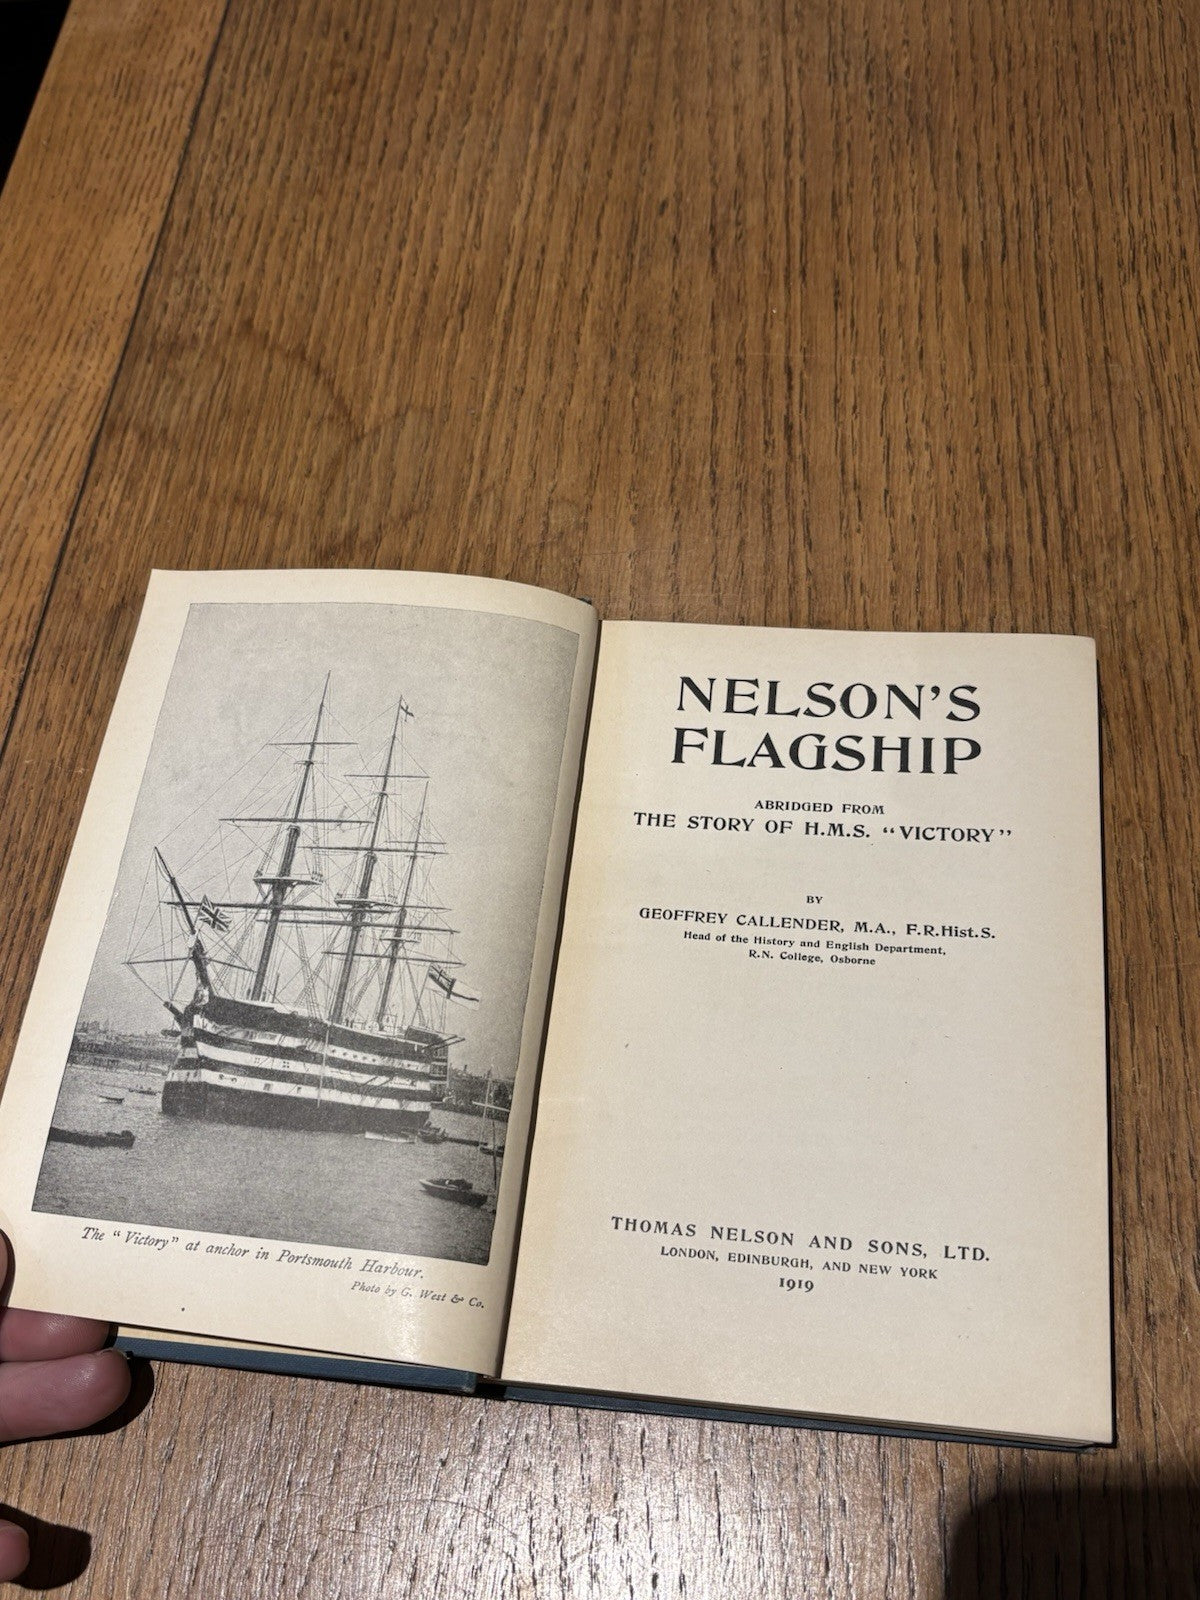 The "Victory" at anchor in Portsmouth Harbour.
Photo by G. West & Co.
NELSON'S
FLAGSHIP
ABRIDGED FROM
THE STORY OF H.M.S. "VICTORY"
BY
GEOFFREY CALLENDER, M.A., F.R.Hist.S.
Head of the History and English Department,
R.N. College, Osborne
THOMAS NELSON AND SONS, LTD.
LONDON, EDINBURGH, AND NEW YORK
1919